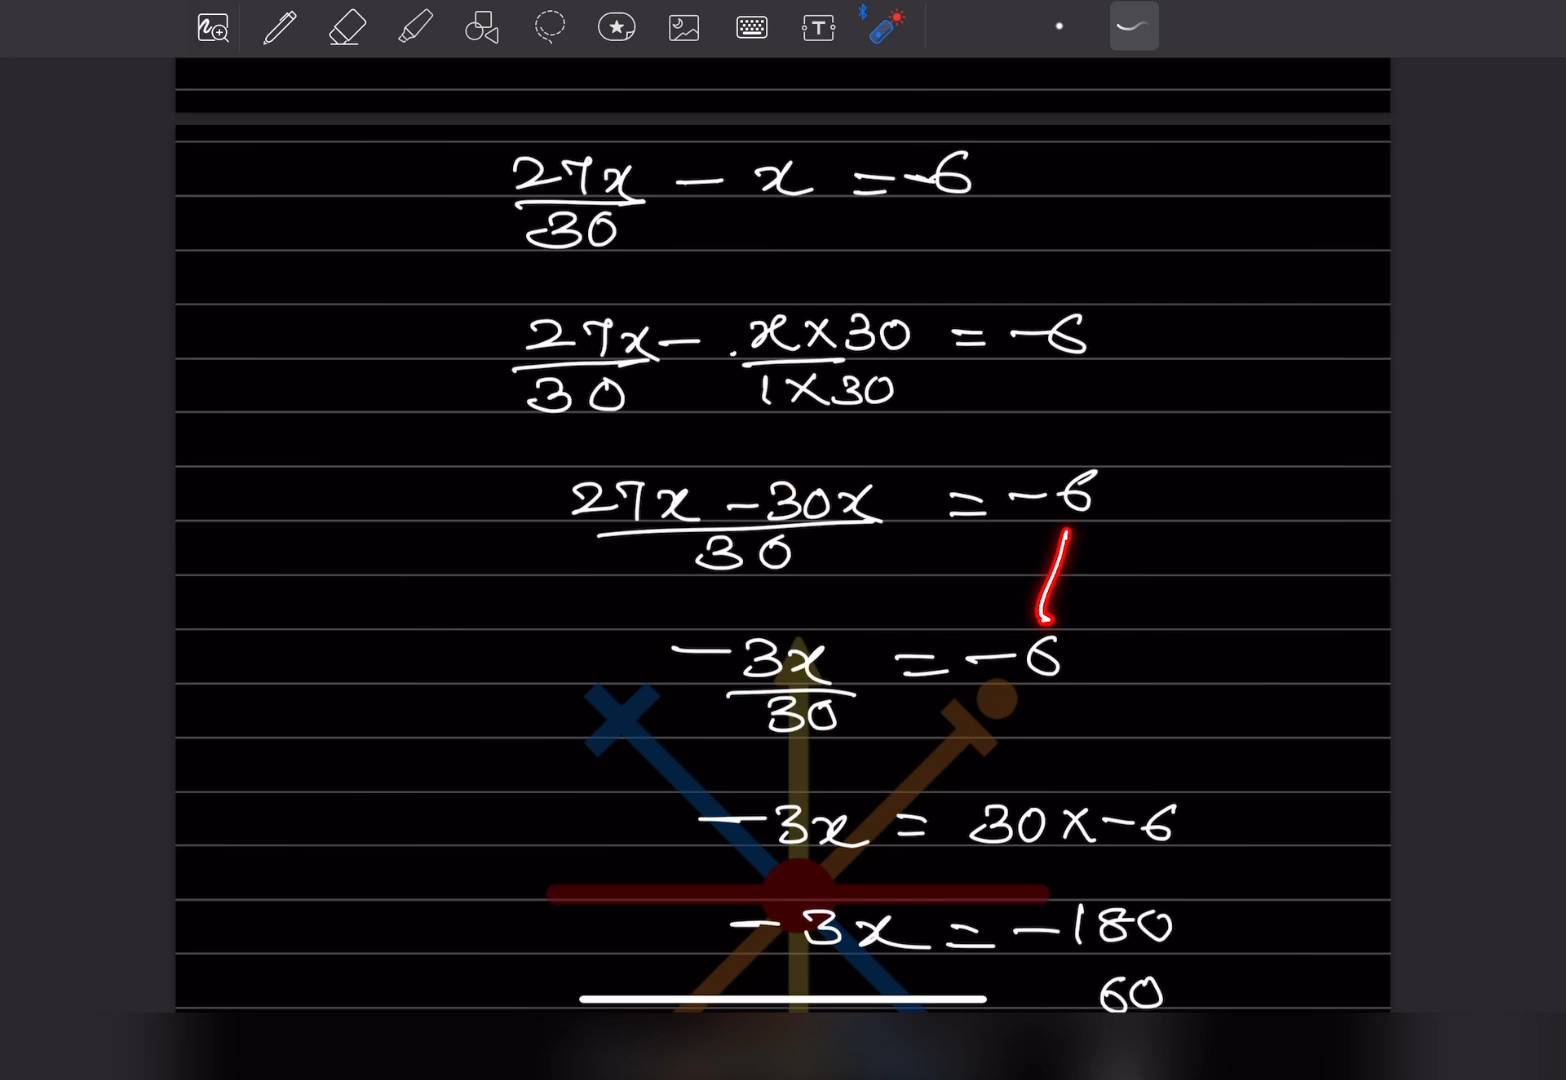 27x/30 - x = -6
27x/30 - x×30/1×30 = -6
27x - 30x/30 = -6
-3x/30 = -6
-3x = 30×-6
-3x = -180
60